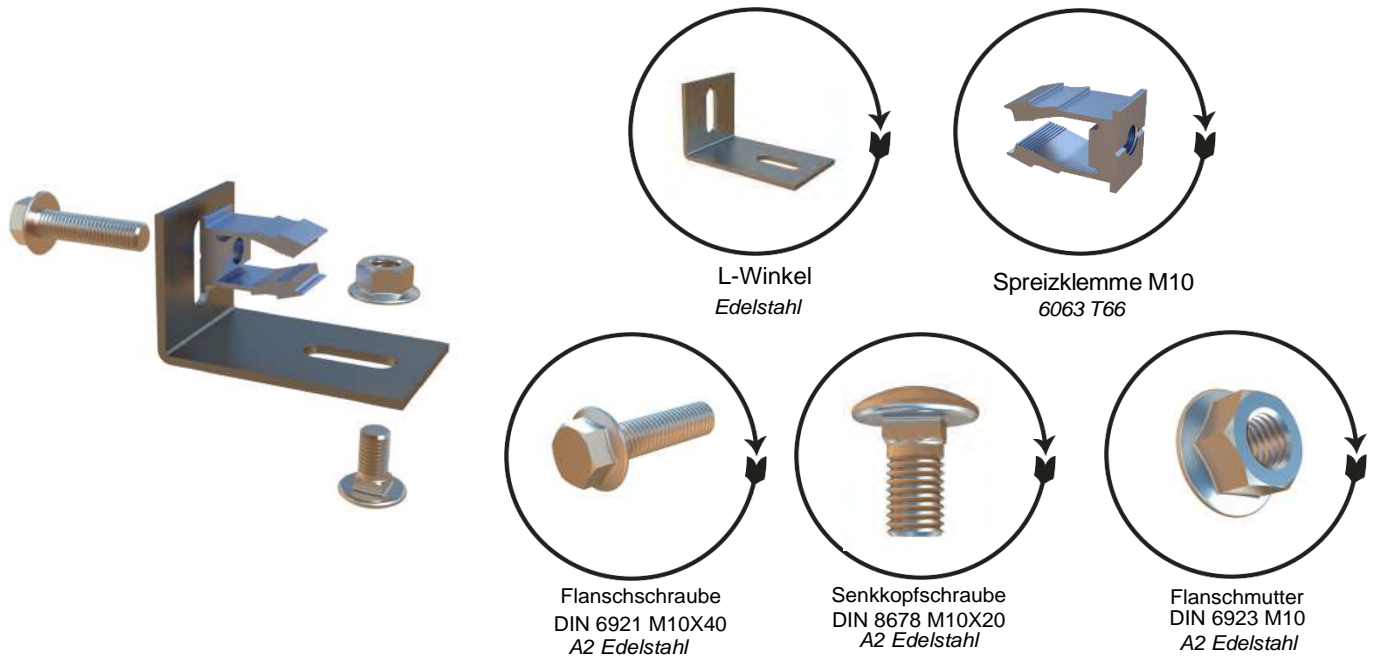 L-Winkel
Edelstahl
Spreizklemme M10
6063 T66
Flanschschraube
DIN 6921 M10X40
A2 Edelstahl
Senkkopfschraube
DIN 8678 M10X20
A2 Edelstahl
Flanschmutter
DIN 6923 M10
A2 Edelstahl